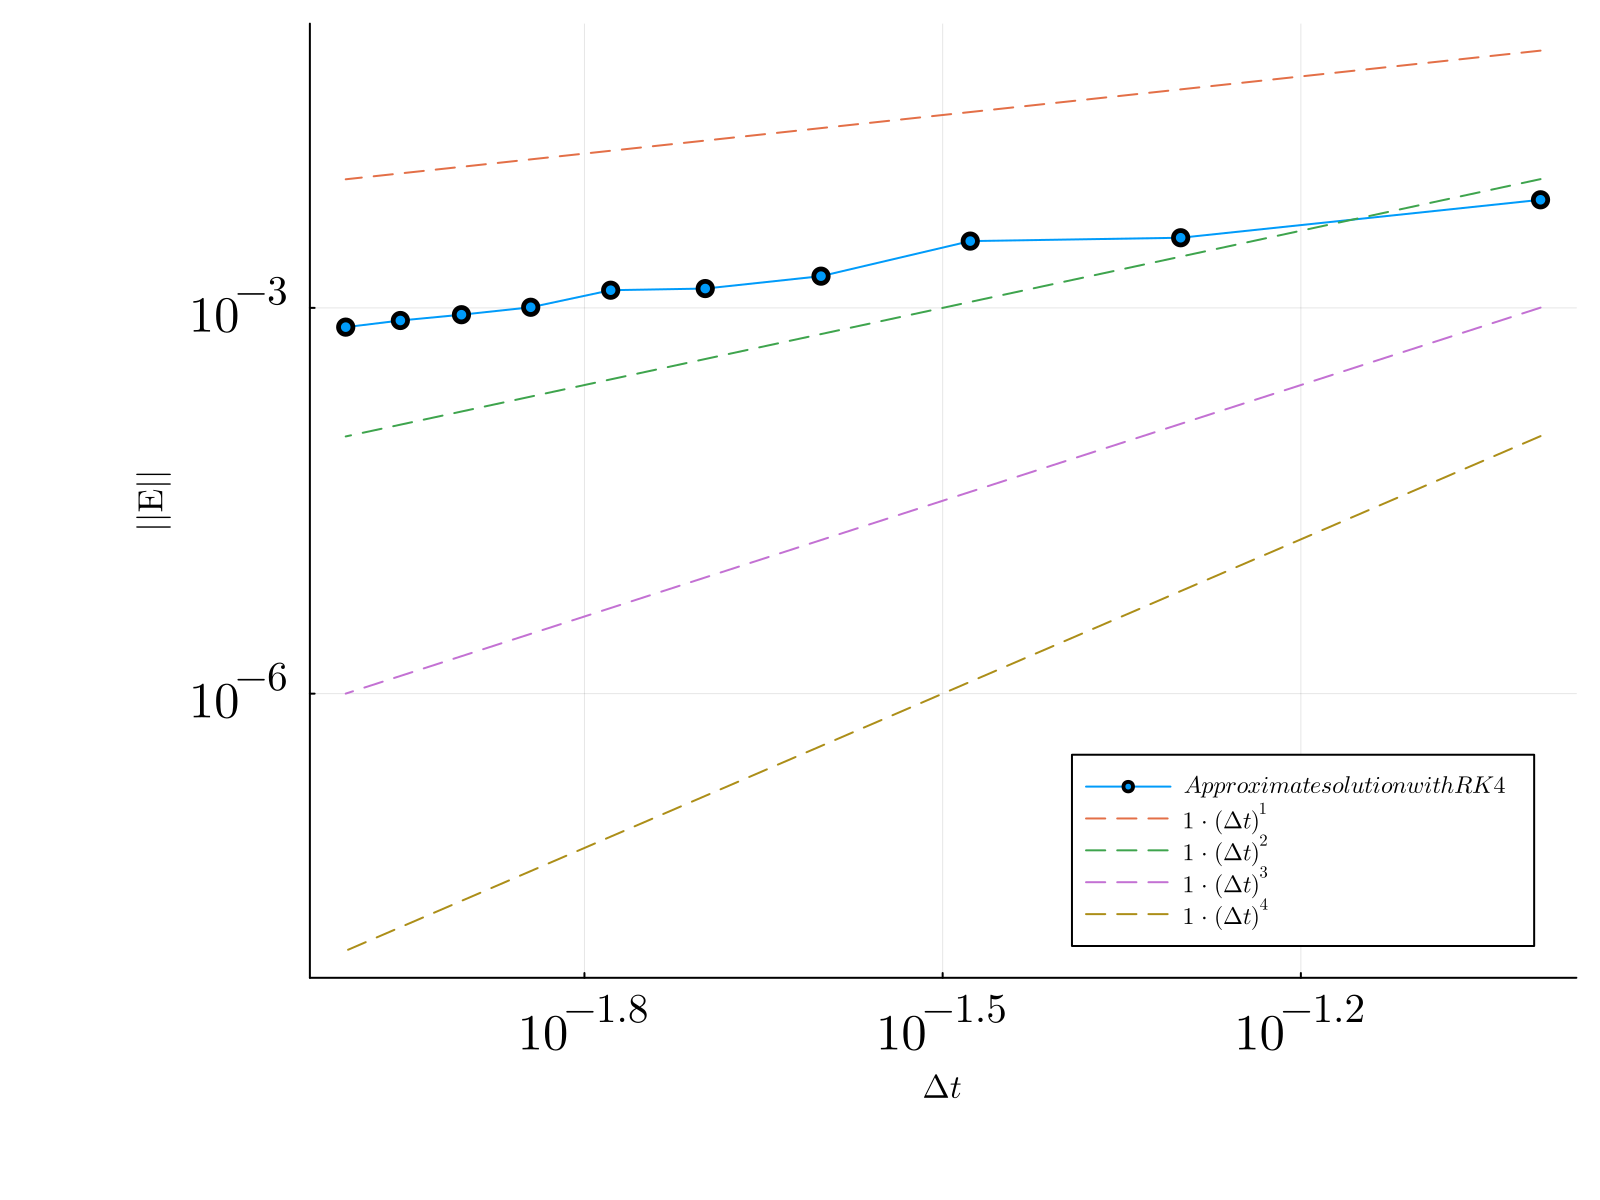 10⁻³
||E||
10⁻⁶
ApproximatesolutionwithRK4
1 · (Δt)¹
1 · (Δt)²
1 · (Δt)³
1 · (Δt)⁴
10⁻¹·⁸ 10⁻¹·⁵ 10⁻¹·²
Δt